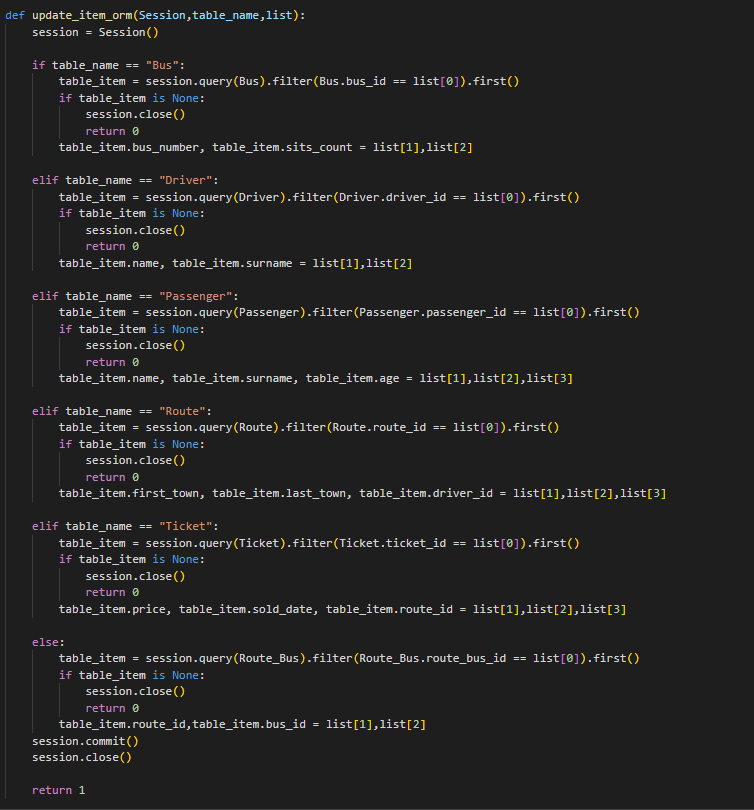 def update_item_orm(Session,table_name,list):
    session = Session()

    if table_name == "Bus":
        table_item = session.query(Bus).filter(Bus.bus_id == list[0]).first()
        if table_item is None:
            session.close()
            return 0
        table_item.bus_number, table_item.sits_count = list[1],list[2]

    elif table_name == "Driver":
        table_item = session.query(Driver).filter(Driver.driver_id == list[0]).first()
        if table_item is None:
            session.close()
            return 0
        table_item.name, table_item.surname = list[1],list[2]

    elif table_name == "Passenger":
        table_item = session.query(Passenger).filter(Passenger.passenger_id == list[0]).first()
        if table_item is None:
            session.close()
            return 0
        table_item.name, table_item.surname, table_item.age = list[1],list[2],list[3]

    elif table_name == "Route":
        table_item = session.query(Route).filter(Route.route_id == list[0]).first()
        if table_item is None:
            session.close()
            return 0
        table_item.first_town, table_item.last_town, table_item.driver_id = list[1],list[2],list[3]

    elif table_name == "Ticket":
        table_item = session.query(Ticket).filter(Ticket.ticket_id == list[0]).first()
        if table_item is None:
            session.close()
            return 0
        table_item.price, table_item.sold_date, table_item.route_id = list[1],list[2],list[3]

    else:
        table_item = session.query(Route_Bus).filter(Route_Bus.route_bus_id == list[0]).first()
        if table_item is None:
            session.close()
            return 0
        table_item.route_id,table_item.bus_id = list[1],list[2]
    session.commit()
    session.close()

    return 1